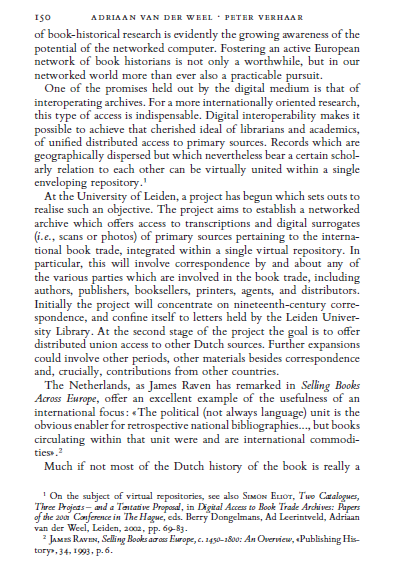 150 ADRIAAN VAN DER WEEL · PETER VERHAAR
of book-historical research is evidently the growing awareness of the
potential of the networked computer. Fostering an active European
network of book historians is not only a worthwhile, but in our
networked world more than ever also a practicable pursuit.
One of the promises held out by the digital medium is that of
interoperating archives. For a more internationally oriented research,
this type of access is indispensable. Digital interoperability makes it
possible to achieve that cherished ideal of librarians and academics,
of unified distributed access to primary sources. Records which are
geographically dispersed but which nevertheless bear a certain schol-
arly relation to each other can be virtually united within a single
enveloping repository.¹
At the University of Leiden, a project has begun which sets outs to
realise such an objective. The project aims to establish a networked
archive which offers access to transcriptions and digital surrogates
(i.e., scans or photos) of primary sources pertaining to the interna-
tional book trade, integrated within a single virtual repository. In
particular, this will involve correspondence by and about any of
the various parties which are involved in the book trade, including
authors, publishers, booksellers, printers, agents, and distributors.
Initially the project will concentrate on nineteenth-century corre-
spondence, and confine itself to letters held by the Leiden Univer-
sity Library. At the second stage of the project the goal is to offer
distributed union access to other Dutch sources. Further expansions
could involve other periods, other materials besides correspondence
and, crucially, contributions from other countries.
The Netherlands, as James Raven has remarked in Selling Books
Across Europe, offer an excellent example of the usefulness of an
international focus: «The political (not always language) unit is the
obvious enabler for retrospective national bibliographies..., but books
circulating within that unit were and are international commodi-
ties».²
Much if not most of the Dutch history of the book is really a
¹ On the subject of virtual repositories, see also SIMON ELIOT, Two Catalogues,
Three Projects – and a Tentative Proposal, in Digital Access to Book Trade Archives: Papers
of the 2001 Conference in The Hague, eds. Berry Dongelmans, Ad Leerintveld, Adriaan
van der Weel, Leiden, 2002, pp. 69-83.
² JAMES RAVEN, Selling Books across Europe, c. 1450-1800: An Overview, «Publishing His-
tory», 34, 1993, p. 6.